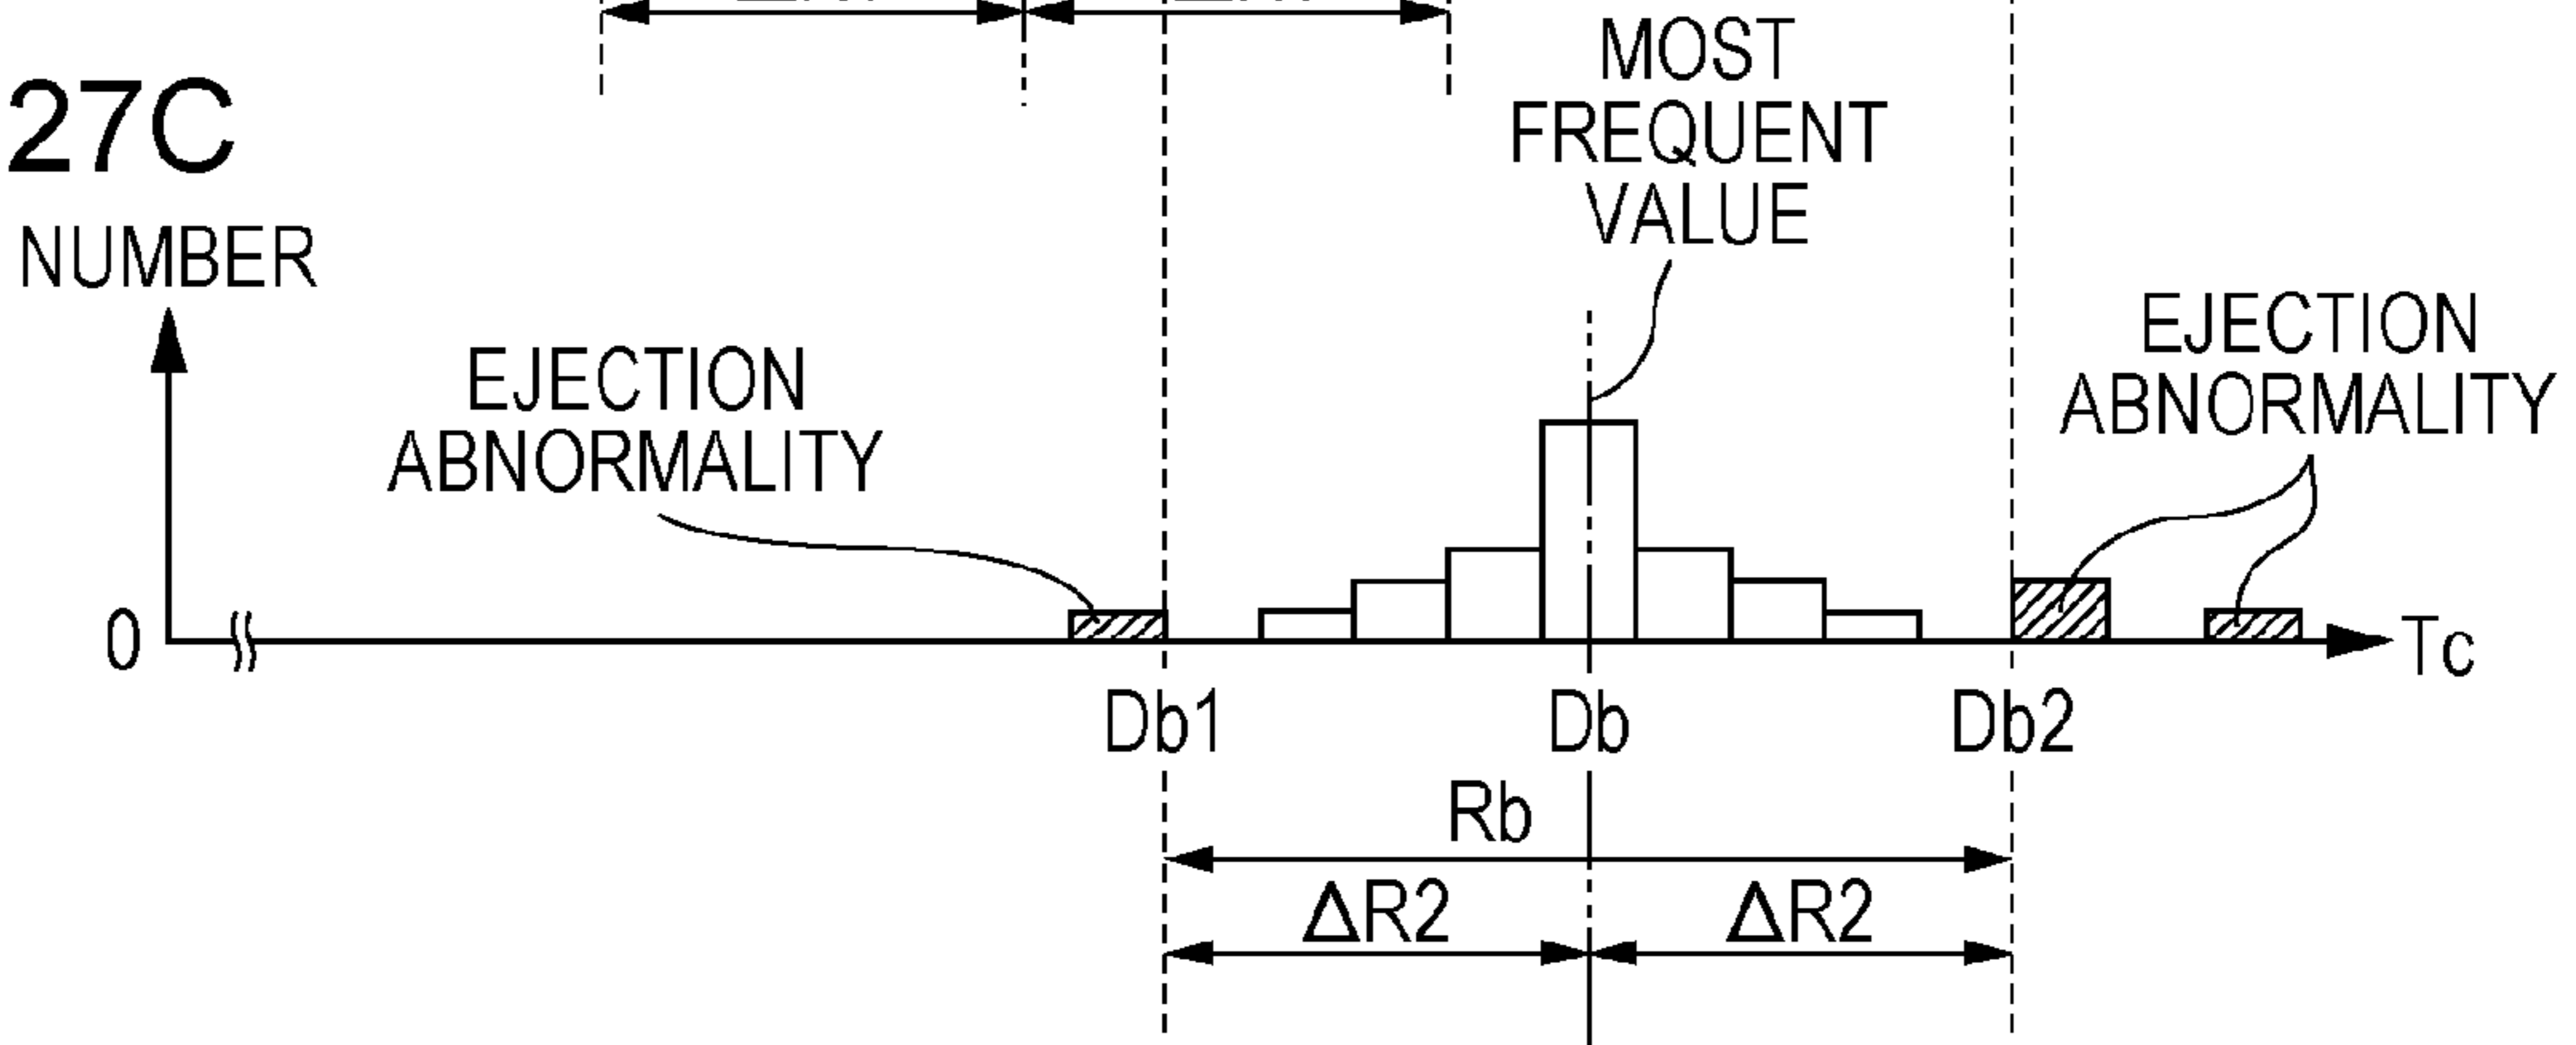 MOST
FREQUENT
VALUE
27C
NUMBER
EJECTION
ABNORMALITY
EJECTION
ABNORMALITY
0
Tc
Db1
Db
Db2
Rb
ΔR2
ΔR2